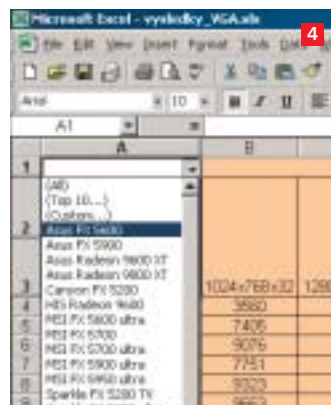 Microsoft Excel - vysledky_VGA.xls
File Edit View Insert Format Tools
4
Arial 10 B I U
A1 =
A B
1
(All)
(Top 10...)
(Custom...)
2 Asus FX 5600
Asus FX 5900
Asus Radeon 9600 XT
Asus Radeon 9800 XT
3 Canyon FX 5200 1024x768x32
4 HIS Radeon 9600 3560
5 MSI FX 5600 ultra 7405
MSI FX 5700
6 MSI FX 5700 ultra 9076
7 MSI FX 5900 ultra 7751
8 MSI FX 5950 ultra 9323
Sparkle FX 5200 TV